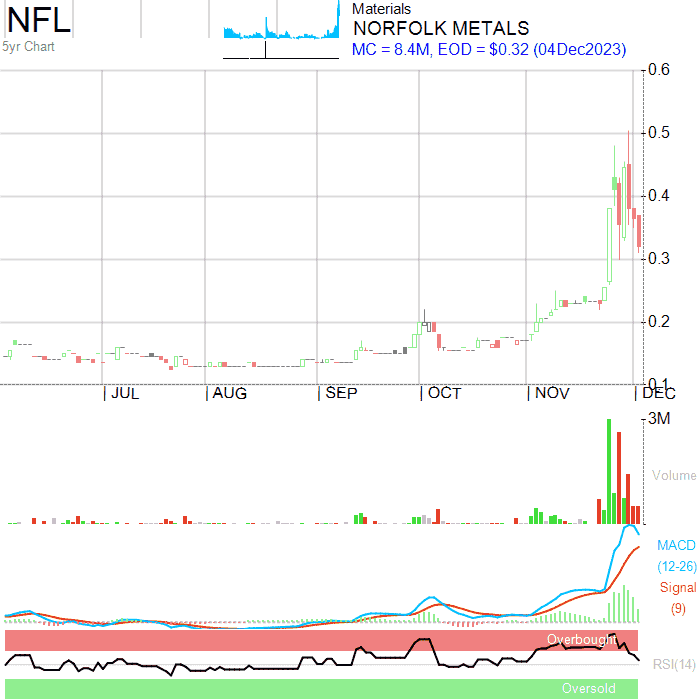 NFL
5yr Chart
Materials
NORFOLK METALS
MC = 8.4M, EOD = $0.32 (04Dec2023)
0.6
0.5
0.4
0.3
0.2
0.1
JUL AUG SEP OCT NOV DEC
3M
Volume
MACD
(12-26)
Signal
(9)
Overbought
RSI(14)
Oversold